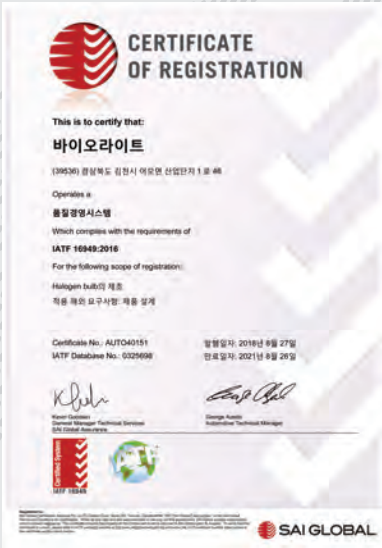 CERTIFICATE
OF REGISTRATION
This is to certify that:
바이오라이트
(39536) 경상북도 김천시 어모면 산업단지 1 로 46
Operates a
품질경영시스템
Which complies with the requirements of
IATF 16949:2016
For the following scope of registration:
Halogen bulb의 제조
적용 제외 요구사항: 제품 설계
Certificate No.: AUTO40151
발행일자: 2018년 8월 27일
IATF Database No.: 0325698
만료일자: 2021년 8월 26일
General Manager Technical Services
SAI Global Assurance
George Austin
Automotive Technical Manager
Certified System
IATF 16949
IATF
SAI GLOBAL